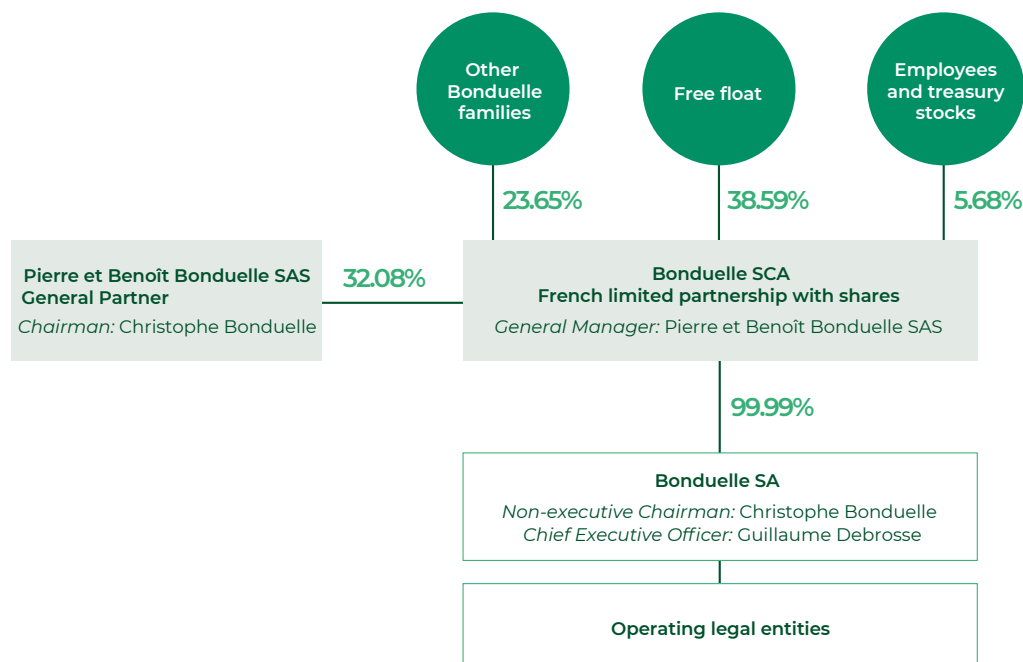 Other
Bonduelle
families
Free float
Employees
and treasury
stocks
23.65%
38.59%
5.68%
Pierre et Benoît Bonduelle SAS
General Partner
Chairman: Christophe Bonduelle
32.08%
Bonduelle SCA
French limited partnership with shares
General Manager: Pierre et Benoît Bonduelle SAS
99.99%
Bonduelle SA
Non-executive Chairman: Christophe Bonduelle
Chief Executive Officer: Guillaume Debrosse
Operating legal entities